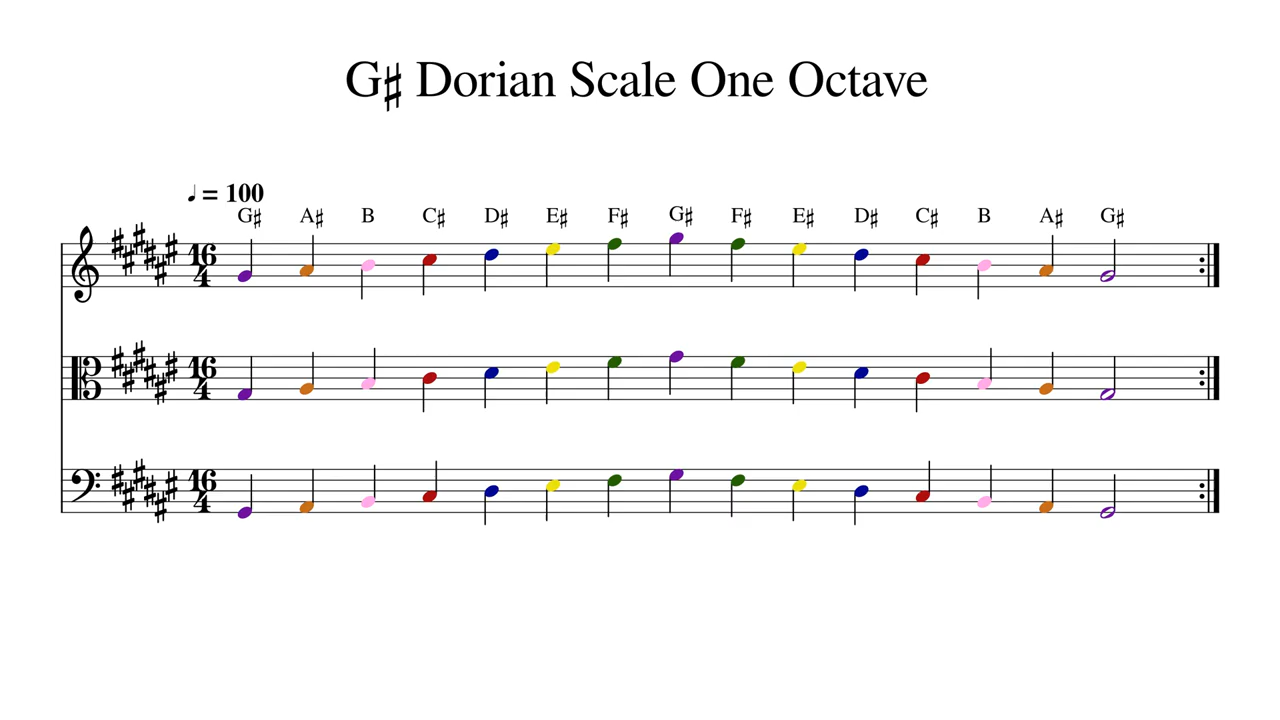 G♯ Dorian Scale One Octave
♩ = 100
G♯ A♯ B C♯ D♯ E♯ F♯ G♯ F♯ E♯ D♯ C♯ B A♯ G♯
16
4
16
4
16
4